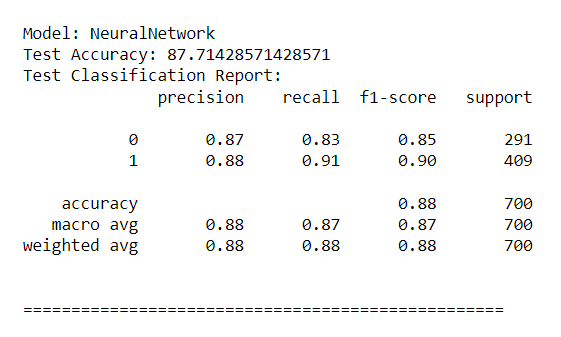 Model: NeuralNetwork
Test Accuracy: 87.71428571428571
Test Classification Report:
              precision    recall  f1-score   support

           0       0.87      0.83      0.85       291
           1       0.88      0.91      0.90       409

    accuracy                           0.88       700
   macro avg       0.88      0.87      0.87       700
weighted avg       0.88      0.88      0.88       700

==================================================